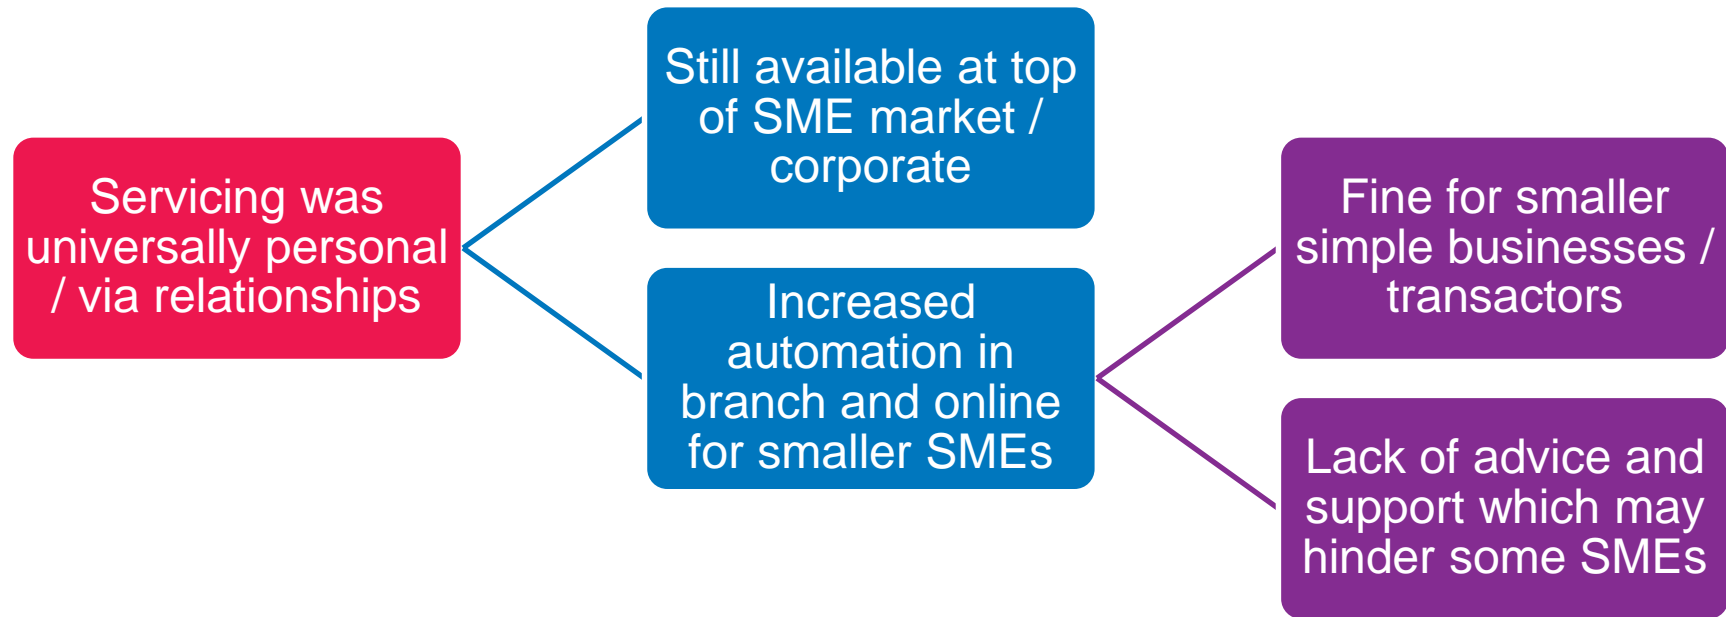 Servicing was
universally personal
/ via relationships
Still available at top
of SME market /
corporate
Increased
automation in
branch and online
for smaller SMEs
Fine for smaller
simple businesses /
transactors
Lack of advice and
support which may
hinder some SMEs